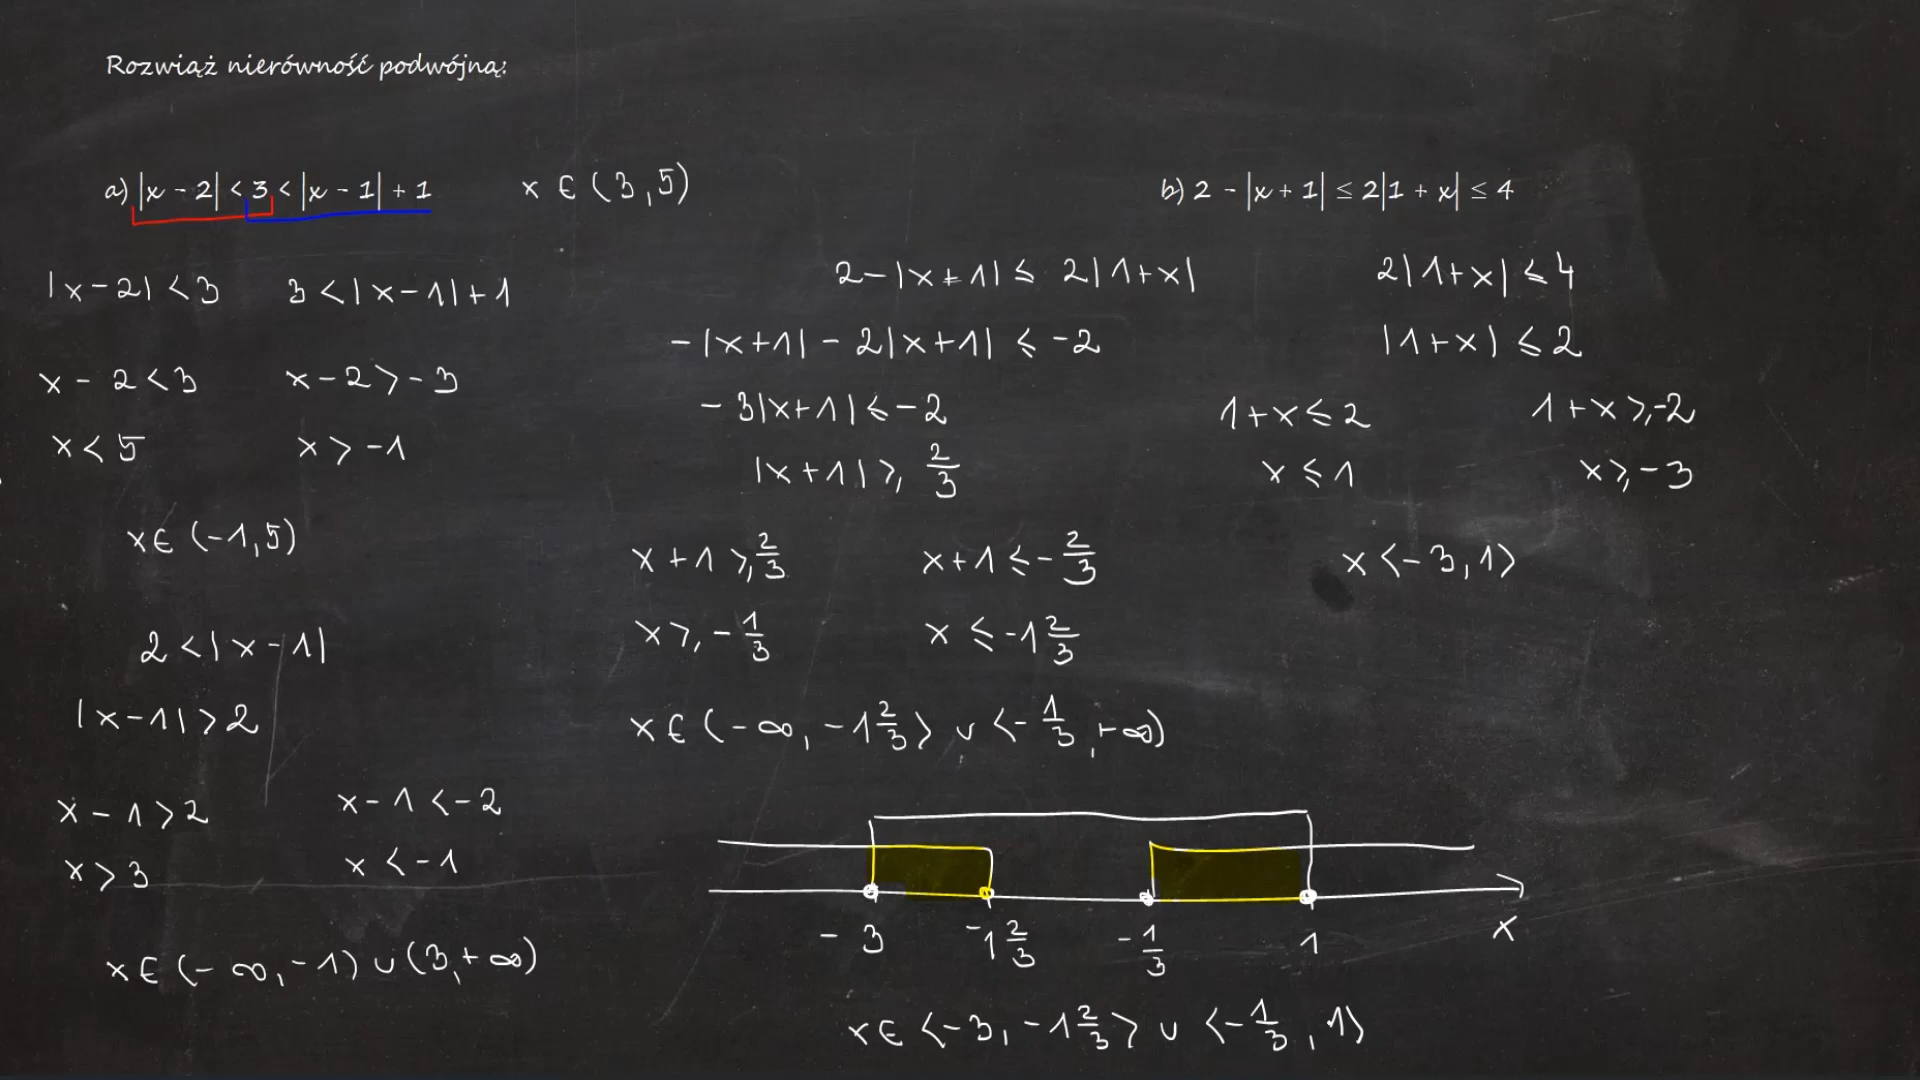 Rozwiąż nierówność podwójną:
a) |x - 2| < 3 < |x - 1| + 1
x ∈ (3,5)
|x-2| < 3
3 < |x-1|+1
x - 2 < 3
x - 2 > -3
x < 5
x > -1
x ∈ (-1,5)
2 < |x-1|
|x-1| > 2
x - 1 > 2
x - 1 < -2
x > 3
x < -1
x ∈ (-∞,-1) ∪ (3,+∞)
b) 2 - |x + 1| ≤ 2|1 + x| ≤ 4
2-|x+1| ≤ 2|1+x|
-|x+1| - 2|x+1| ≤ -2
-3|x+1| ≤ -2
|x+1| ≥ 2/3
x+1 ≥ 2/3
x+1 ≤ -2/3
x ≥ -1/3
x ≤ -1 2/3
x ∈ (-∞, -1 2/3> ∪ <-1/3, +∞)
2|1+x| ≤ 4
|1+x| ≤ 2
1+x ≤ 2
1+x ≥ -2
x ≤ 1
x ≥ -3
x <-3,1>
-3 -1 2/3 -1/3 1 x
x ∈ <-3, -1 2/3> ∪ <-1/3, 1>